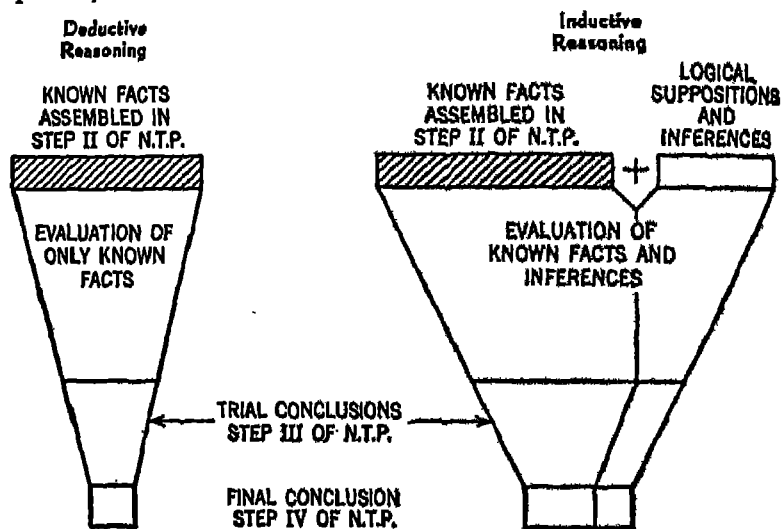 Deductive
Reasoning
KNOWN FACTS
ASSEMBLED IN
STEP II OF N.T.P.
EVALUATION OF
ONLY KNOWN
FACTS
Inductive
Reasoning
KNOWN FACTS
ASSEMBLED IN
STEP II OF N.T.P.
+
LOGICAL
SUPPOSITIONS
AND
INFERENCES
EVALUATION OF
KNOWN FACTS AND
INFERENCES
TRIAL CONCLUSIONS
STEP III OF N.T.P.
FINAL CONCLUSION
STEP IV OF N.T.P.